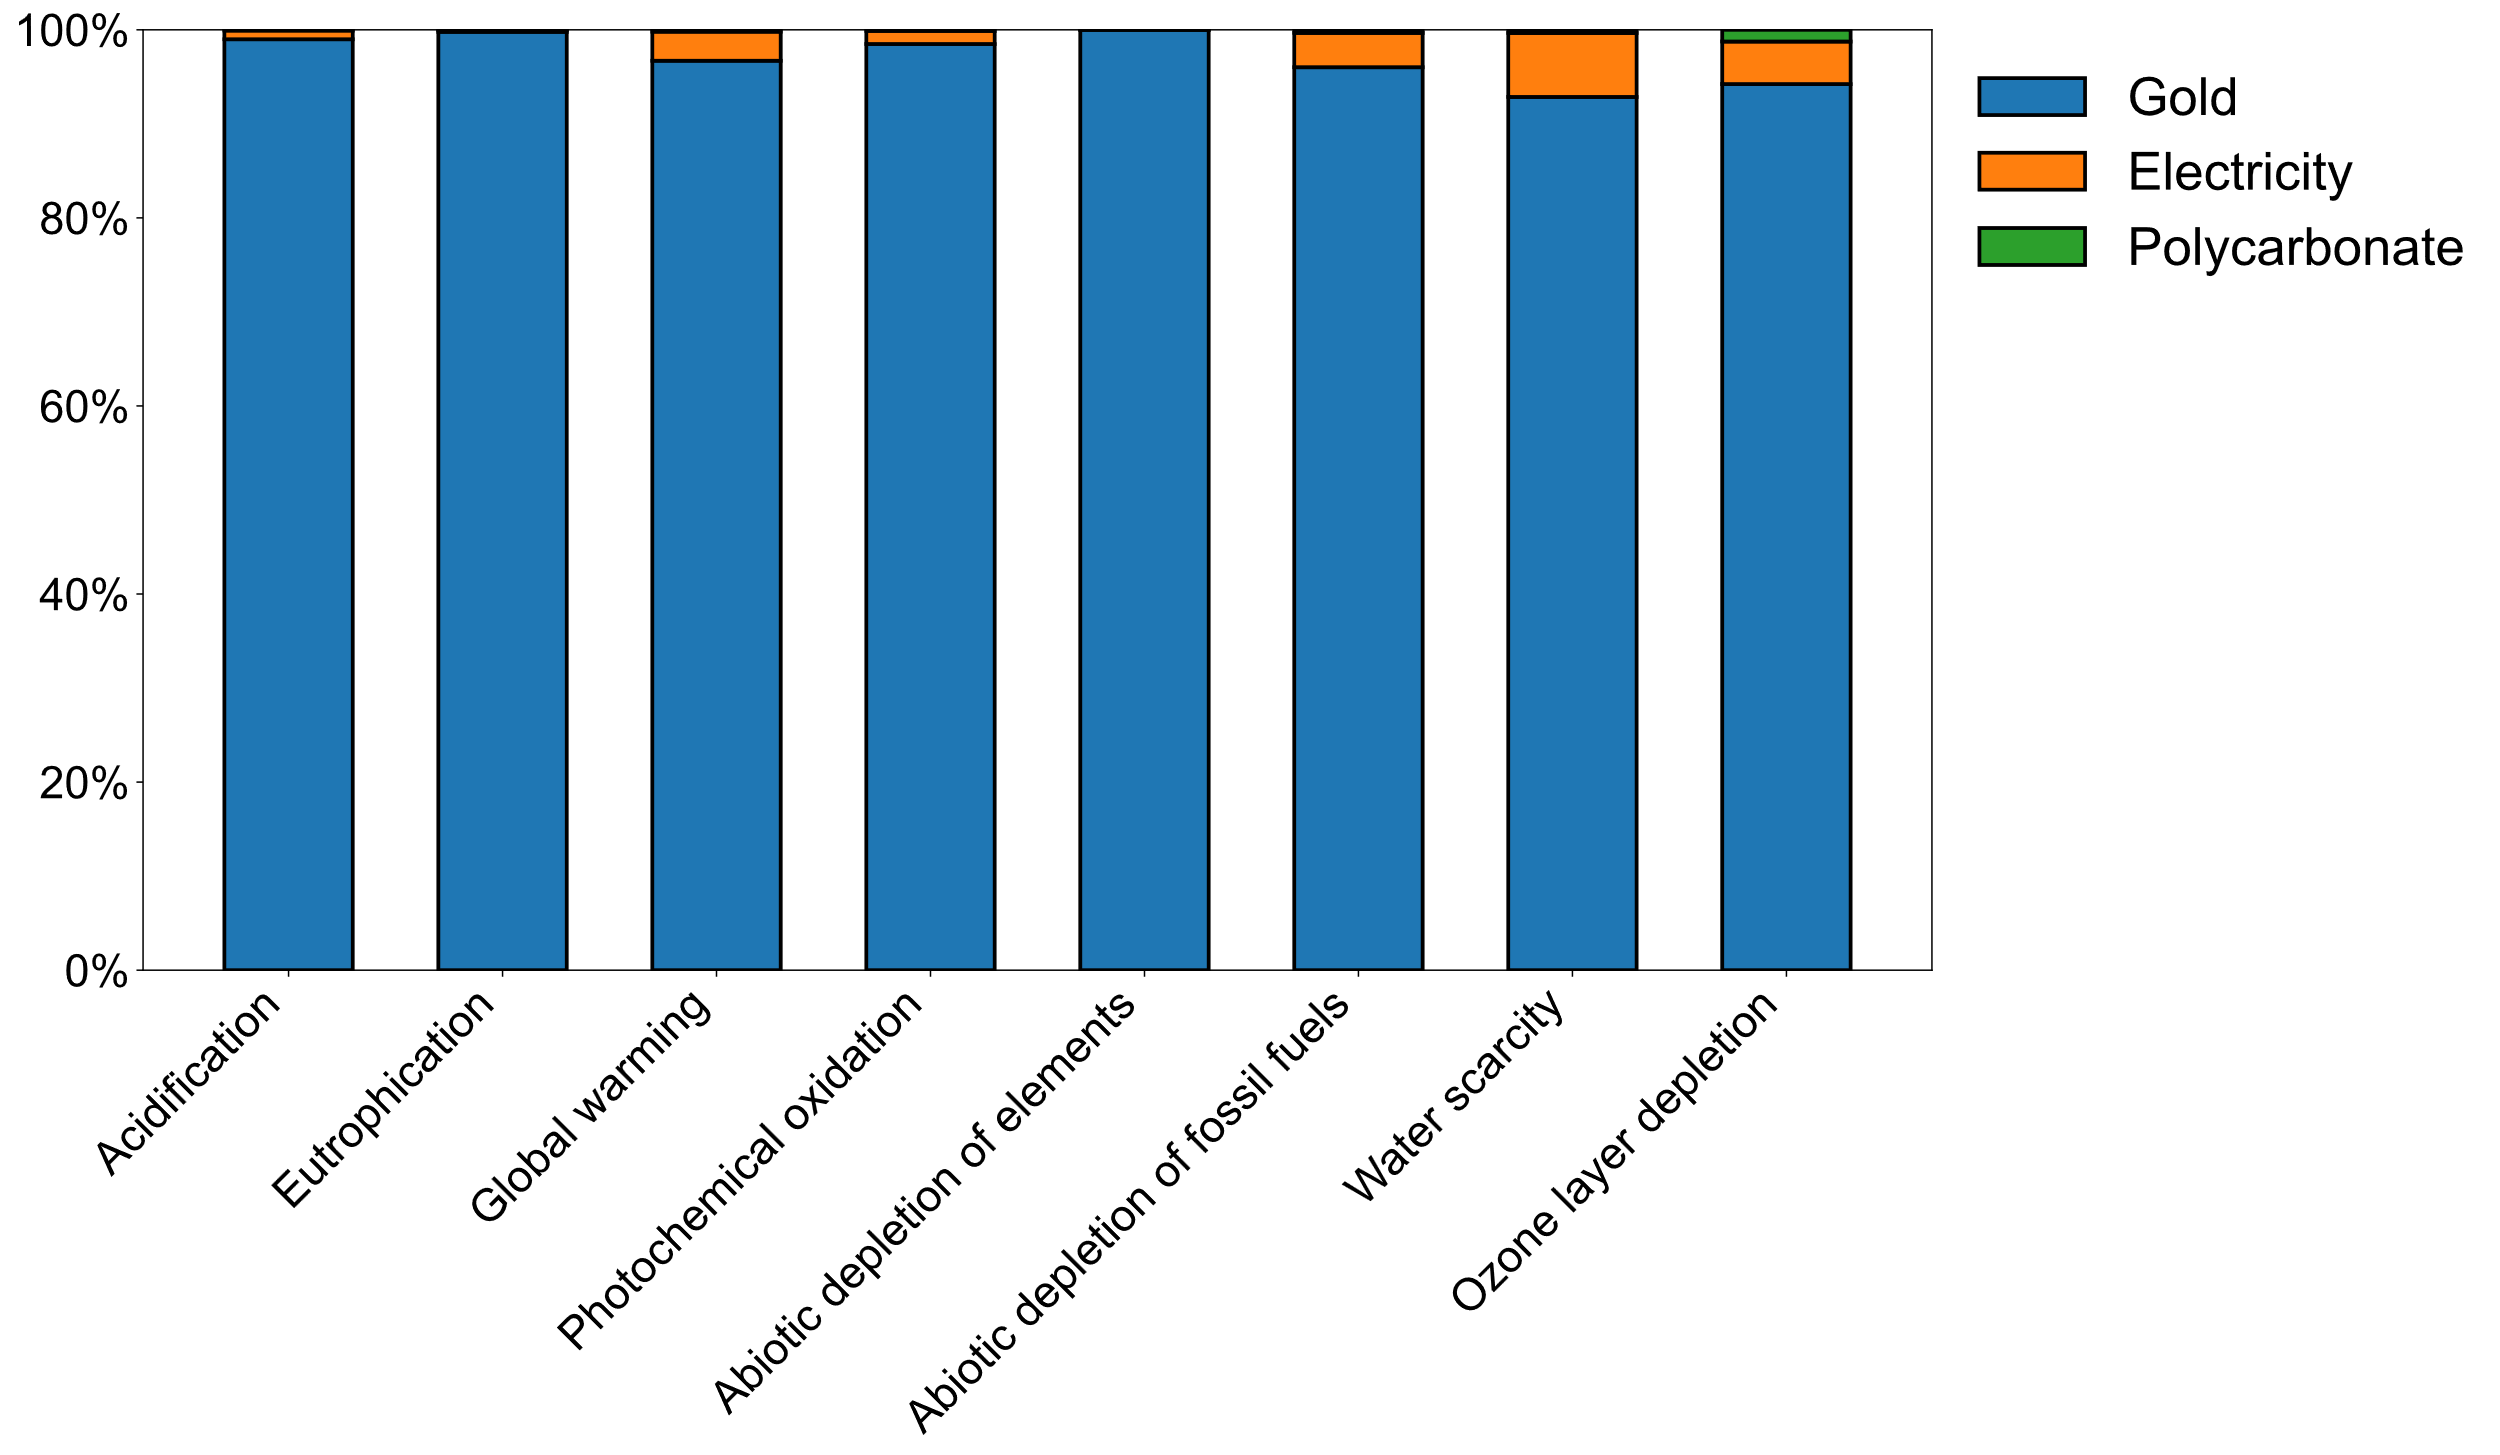 100%
80%
60%
40%
20%
0%
Acidification
Eutrophication
Global warming
Photochemical oxidation
Abiotic depletion of elements
Abiotic depletion of fossil fuels
Water scarcity
Ozone layer depletion
Gold
Electricity
Polycarbonate